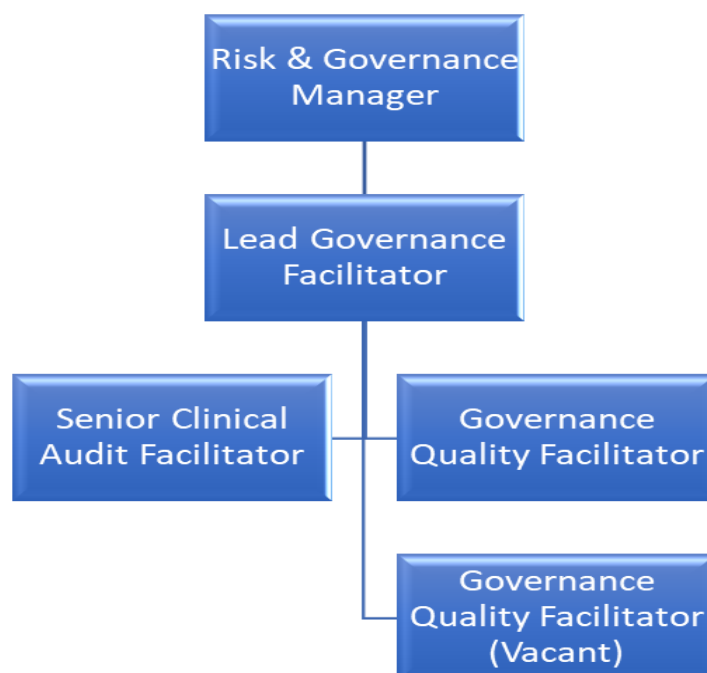 Risk & Governance
Manager
Lead Governance
Facilitator
Senior Clinical
Audit Facilitator
Governance
Quality Facilitator
Governance
Quality Facilitator
(Vacant)